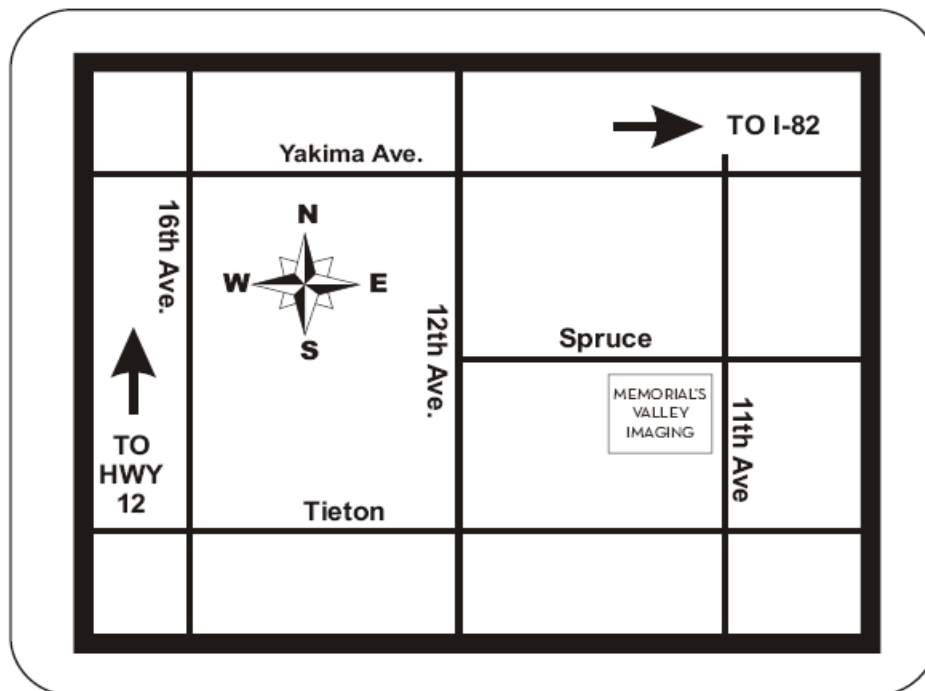 TO I-82
Yakima Ave.
16th Ave.
N
W
E
S
12th Ave.
Spruce
MEMORIAL'S
VALLEY
IMAGING
11th Ave
TO
HWY
12
Tieton